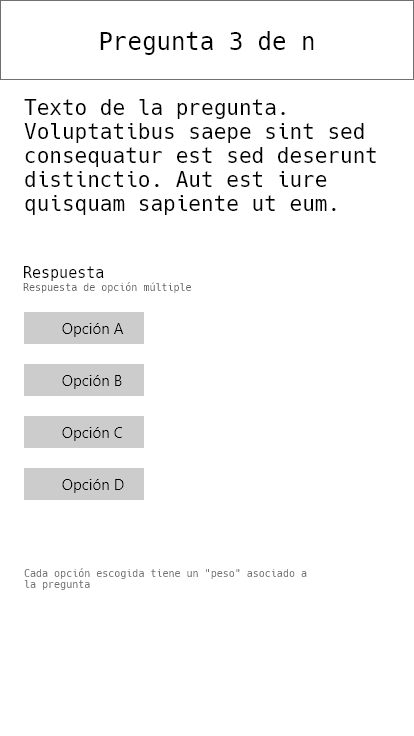 Pregunta 3 de n
Texto de la pregunta.
Voluptatibus saepe sint sed
consequatur est sed deserunt
distinctio. Aut est iure
quisquam sapiente ut eum.
Respuesta
Respuesta de opción múltiple
Opción A
Opción B
Opción C
Opción D
Cada opción escogida tiene un "peso" asociado a
la pregunta